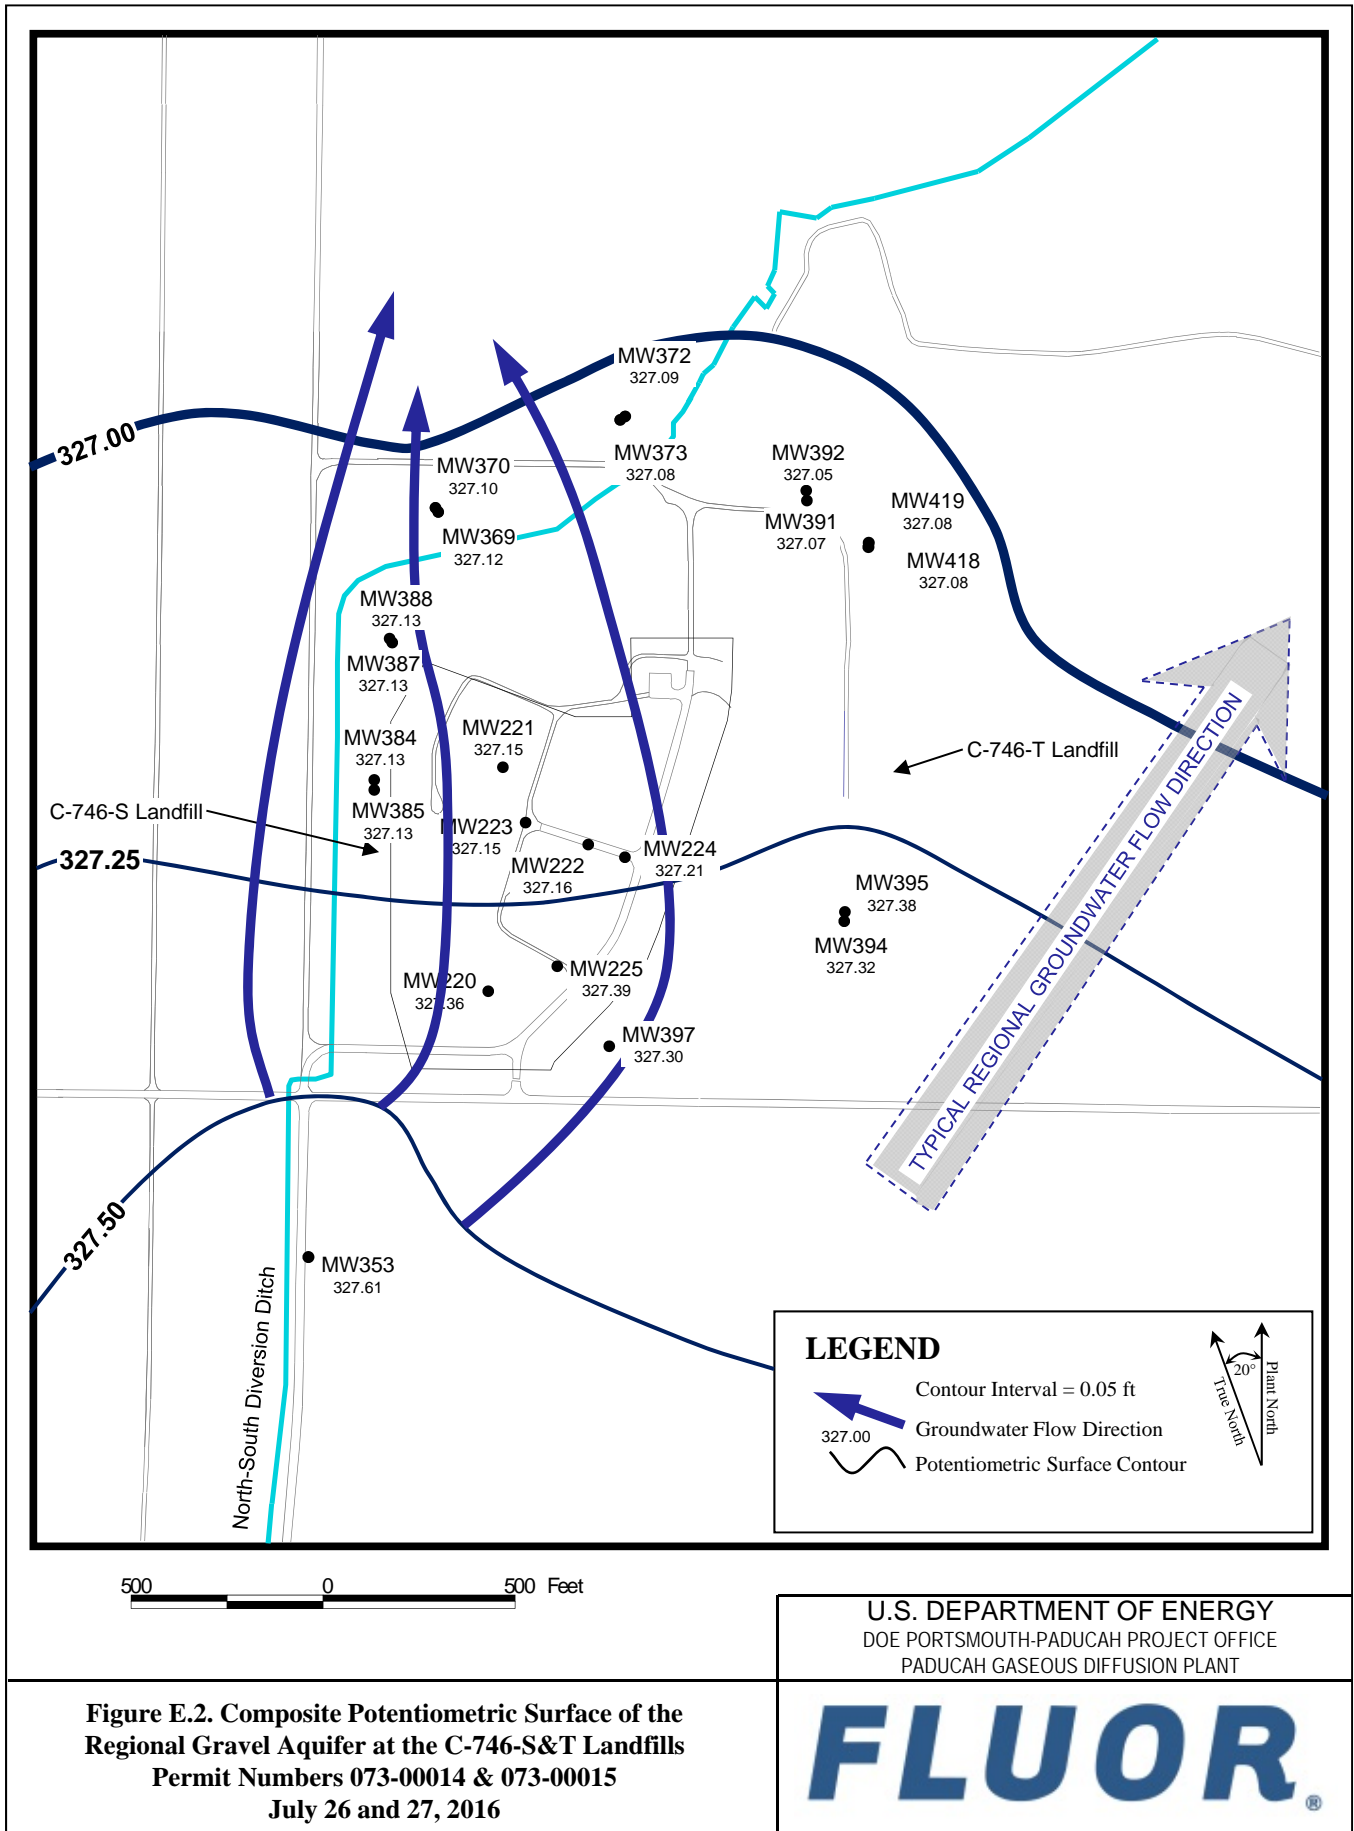 MW372
327.09
327.00
MW373
327.08
MW392
327.05
MW370
327.10
MW419
327.08
MW391
327.07
MW369
327.12
MW418
327.08
MW388
327.13
MW387
327.13
MW221
327.15
MW384
327.13
C-746-T Landfill
C-746-S Landfill
MW385
327.13
MW223
327.15
MW224
327.21
327.25
MW222
327.16
MW395
327.38
MW394
327.32
MW225
327.39
MW220
327.36
MW397
327.30
TYPICAL REGIONAL GROUNDWATER FLOW DIRECTION
327.50
MW353
327.61
North-South Diversion Ditch
LEGEND
Contour Interval = 0.05 ft
Groundwater Flow Direction
327.00
Potentiometric Surface Contour
20°
True North
Plant North
500 0 500 Feet
U.S. DEPARTMENT OF ENERGY
DOE PORTSMOUTH-PADUCAH PROJECT OFFICE
PADUCAH GASEOUS DIFFUSION PLANT
Figure E.2. Composite Potentiometric Surface of the
Regional Gravel Aquifer at the C-746-S&T Landfills
Permit Numbers 073-00014 & 073-00015
July 26 and 27, 2016
FLUOR®